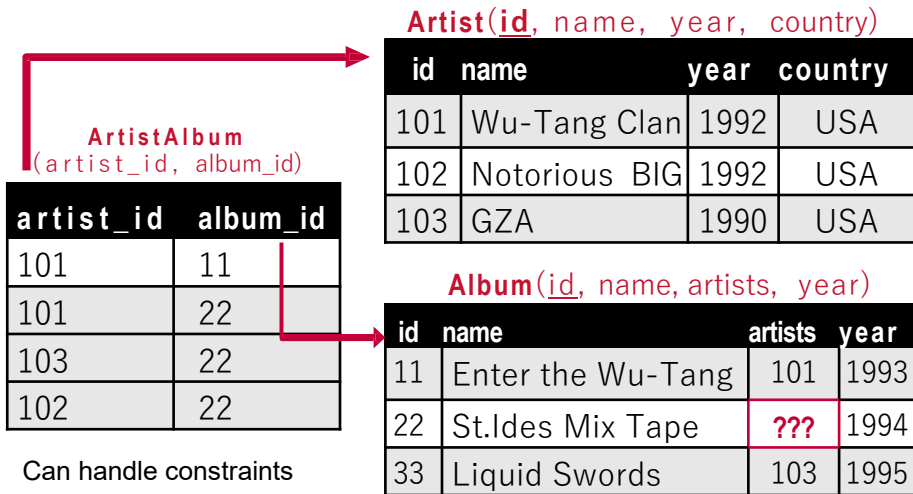 Artist(id, name, year, country)
id name year country
101 Wu-Tang Clan 1992 USA
102 Notorious BIG 1992 USA
103 GZA 1990 USA
ArtistAlbum
(artist_id, album_id)
artist_id album_id
101 11
101 22
103 22
102 22
Can handle constraints
Album(id, name, artists, year)
id name artists year
11 Enter the Wu-Tang 101 1993
22 St.Ides Mix Tape ??? 1994
33 Liquid Swords 103 1995